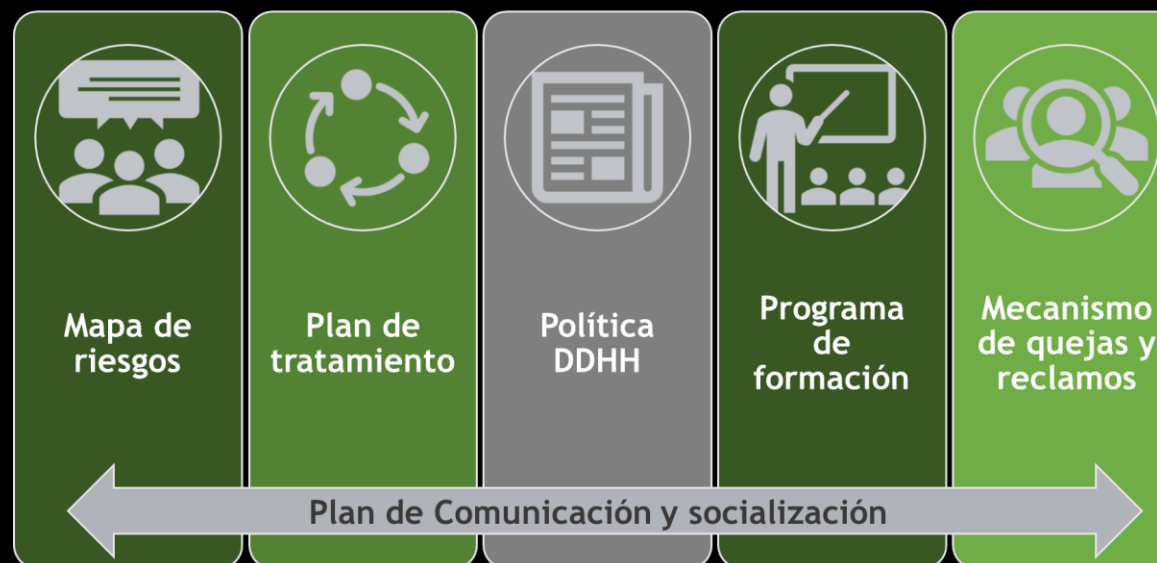 Mapa de
riesgos
Plan de
tratamiento
Política
DDHH
Programa
de
formación
Mecanismo
de quejas y
reclamos
Plan de Comunicación y socialización